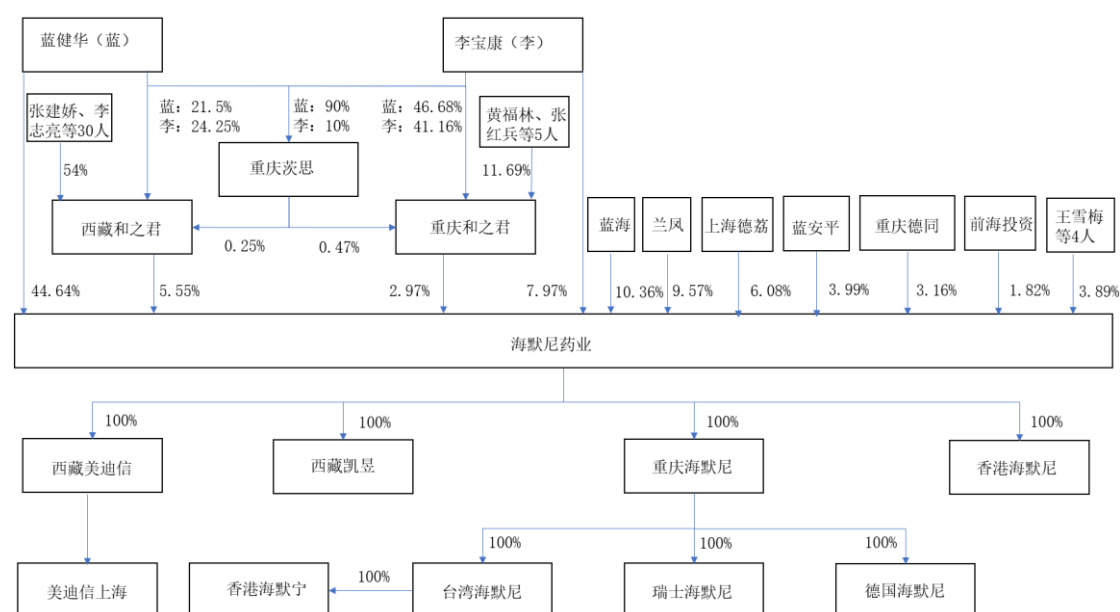 蓝健华（蓝）
李宝康（李）
张建娇、李
志亮等30人
蓝：21.5%
李：24.25%
蓝：90%
李：10%
蓝：46.68%
李：41.16%
黄福林、张
红兵等5人
54%
重庆茨思
11.69%
西藏和之君
重庆和之君
0.25%
0.47%
蓝海
兰凤
上海德荔
蓝安平
重庆德同
前海投资
王雪梅
等4人
44.64%
5.55%
2.97%
7.97%
10.36%
9.57%
6.08%
3.99%
3.16%
1.82%
3.89%
海默尼药业
100%
100%
100%
100%
西藏美迪信
西藏凯昱
重庆海默尼
香港海默尼
100%
100%
100%
美迪信上海
香港海默宁
100%
台湾海默尼
瑞士海默尼
德国海默尼